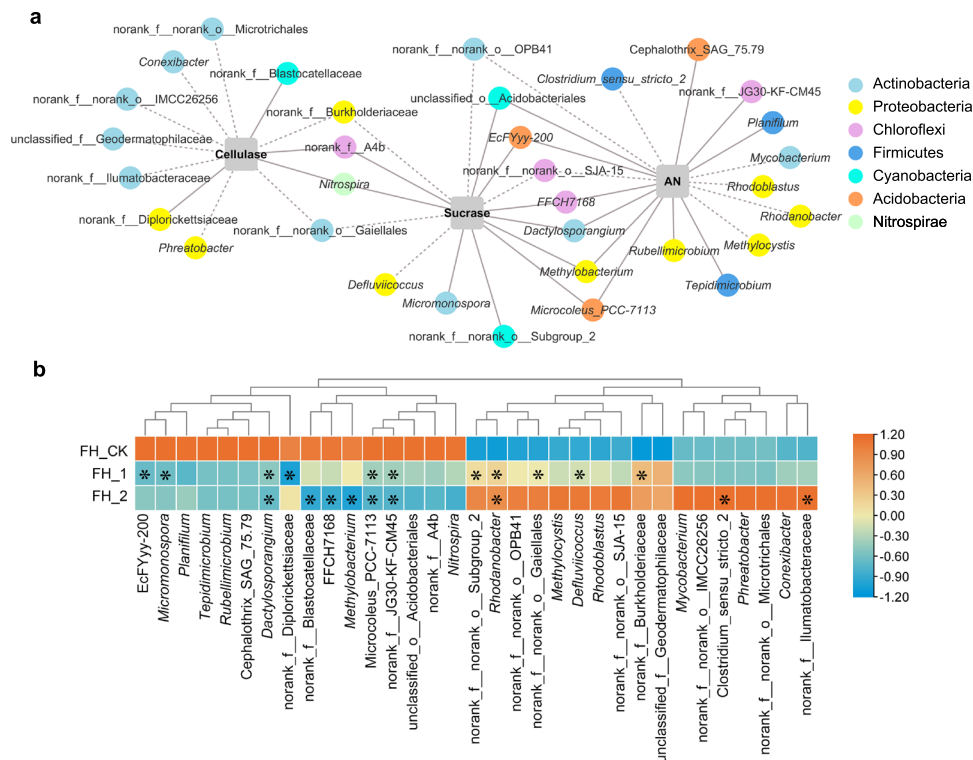 a
norank_f__norank_o__Microtrichales
Conexibacter
norank_f__Blastocatellaceae
norank_f__norank_o__IMCC26256
norank_f__Burkholderiaceae
unclassified_f__Geodermatophilaceae
Cellulase
norank_f__A4b
norank_f__Ilumatobacteraceae
Nitrospira
norank_f__Diplorickettsiaceae
norank_f__norank_o__Gaiellales
Phreatobacter
norank_f__norank_o__OPB41
Cephalothrix_SAG_75.79
Clostridium_sensu_stricto_2
norank_f__JG30-KF-CM45
unclassified_o__Acidobacteriales
Planifilum
EcFYyy-200
Mycobacterium
norank_f__norank_o__SJA-15
AN
Rhodoblastus
FFCH7168
Sucrase
Rhodanobacter
Dactylosporangium
Rubellimicrobium
Methylocystis
Methylobacterium
Defluviicoccus
Tepidimicrobium
Micromonospora
Microcoleus_PCC-7113
norank_f__norank_o__Subgroup_2
Actinobacteria
Proteobacteria
Chloroflexi
Firmicutes
Cyanobacteria
Acidobacteria
Nitrospirae
b
FH_CK
FH_1
* * * * * * * * * * *
FH_2
* * * * * * * * *
1.20
0.90
0.60
0.30
0.00
-0.30
-0.60
-0.90
-1.20
EcFYyy-200
Micromonospora
Planifilium
Tepidimicrobium
Rubellimicrobium
Cephalothrix_SAG_75.79
Dactylosporangium
norank_f__Diplorickettsiaceae
norank_f__Blastocatellaceae
FFCH7168
Methylobacterium
Microcoleus_PCC-7113
norank_f__JG30-KF-CM45
unclassified_o__Acidobacteriales
norank_f__A4b
Nitrospira
norank_f__norank_o__Subgroup_2
Rhodanobacter
norank_f__norank_o__OPB41
norank_f__norank_o__Gaiellales
Methylocystis
Defluviicoccus
Rhodoblastus
norank_f__norank_o__SJA-15
norank_f__Burkholderiaceae
unclassified_f__Geodermatophilaceae
Mycobacterium
norank_f__norank_o__IMCC26256
Clostridium_sensu_stricto_2
Phreatobacter
norank_f__norank_o__Microtrichales
Conexibacter
norank_f__Ilumatobacteraceae